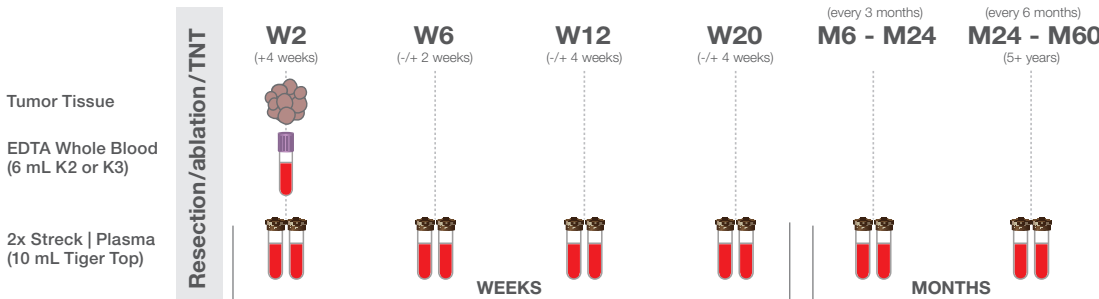 (every 3 months)
(every 6 months)
W2
W6
W12
W20
M6 - M24
M24 - M60
(+4 weeks)
(-/+ 2 weeks)
(-/+ 4 weeks)
(-/+ 4 weeks)
(5+ years)
Resection/ablation/TNT
Tumor Tissue
EDTA Whole Blood
(6 mL K2 or K3)
2x Streck | Plasma
(10 mL Tiger Top)
WEEKS
MONTHS